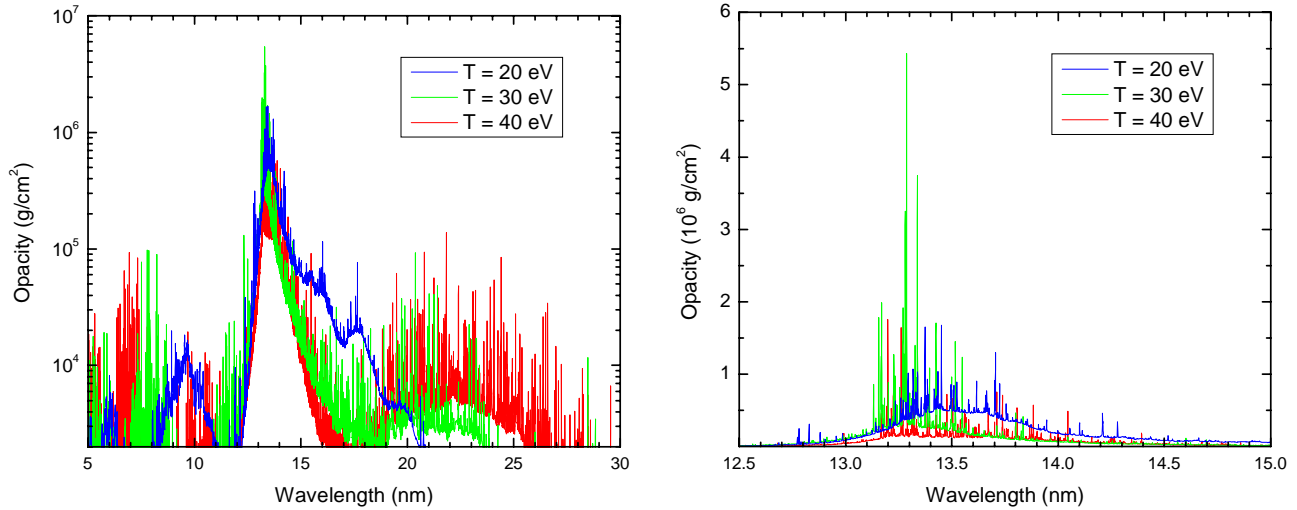 10^7
10^6
10^5
10^4
Opacity (g/cm^2)
5 10 15 20 25 30
Wavelength (nm)
T = 20 eV
T = 30 eV
T = 40 eV
6
5
4
3
2
1
Opacity (10^6 g/cm^2)
12.5 13.0 13.5 14.0 14.5 15.0
Wavelength (nm)
T = 20 eV
T = 30 eV
T = 40 eV